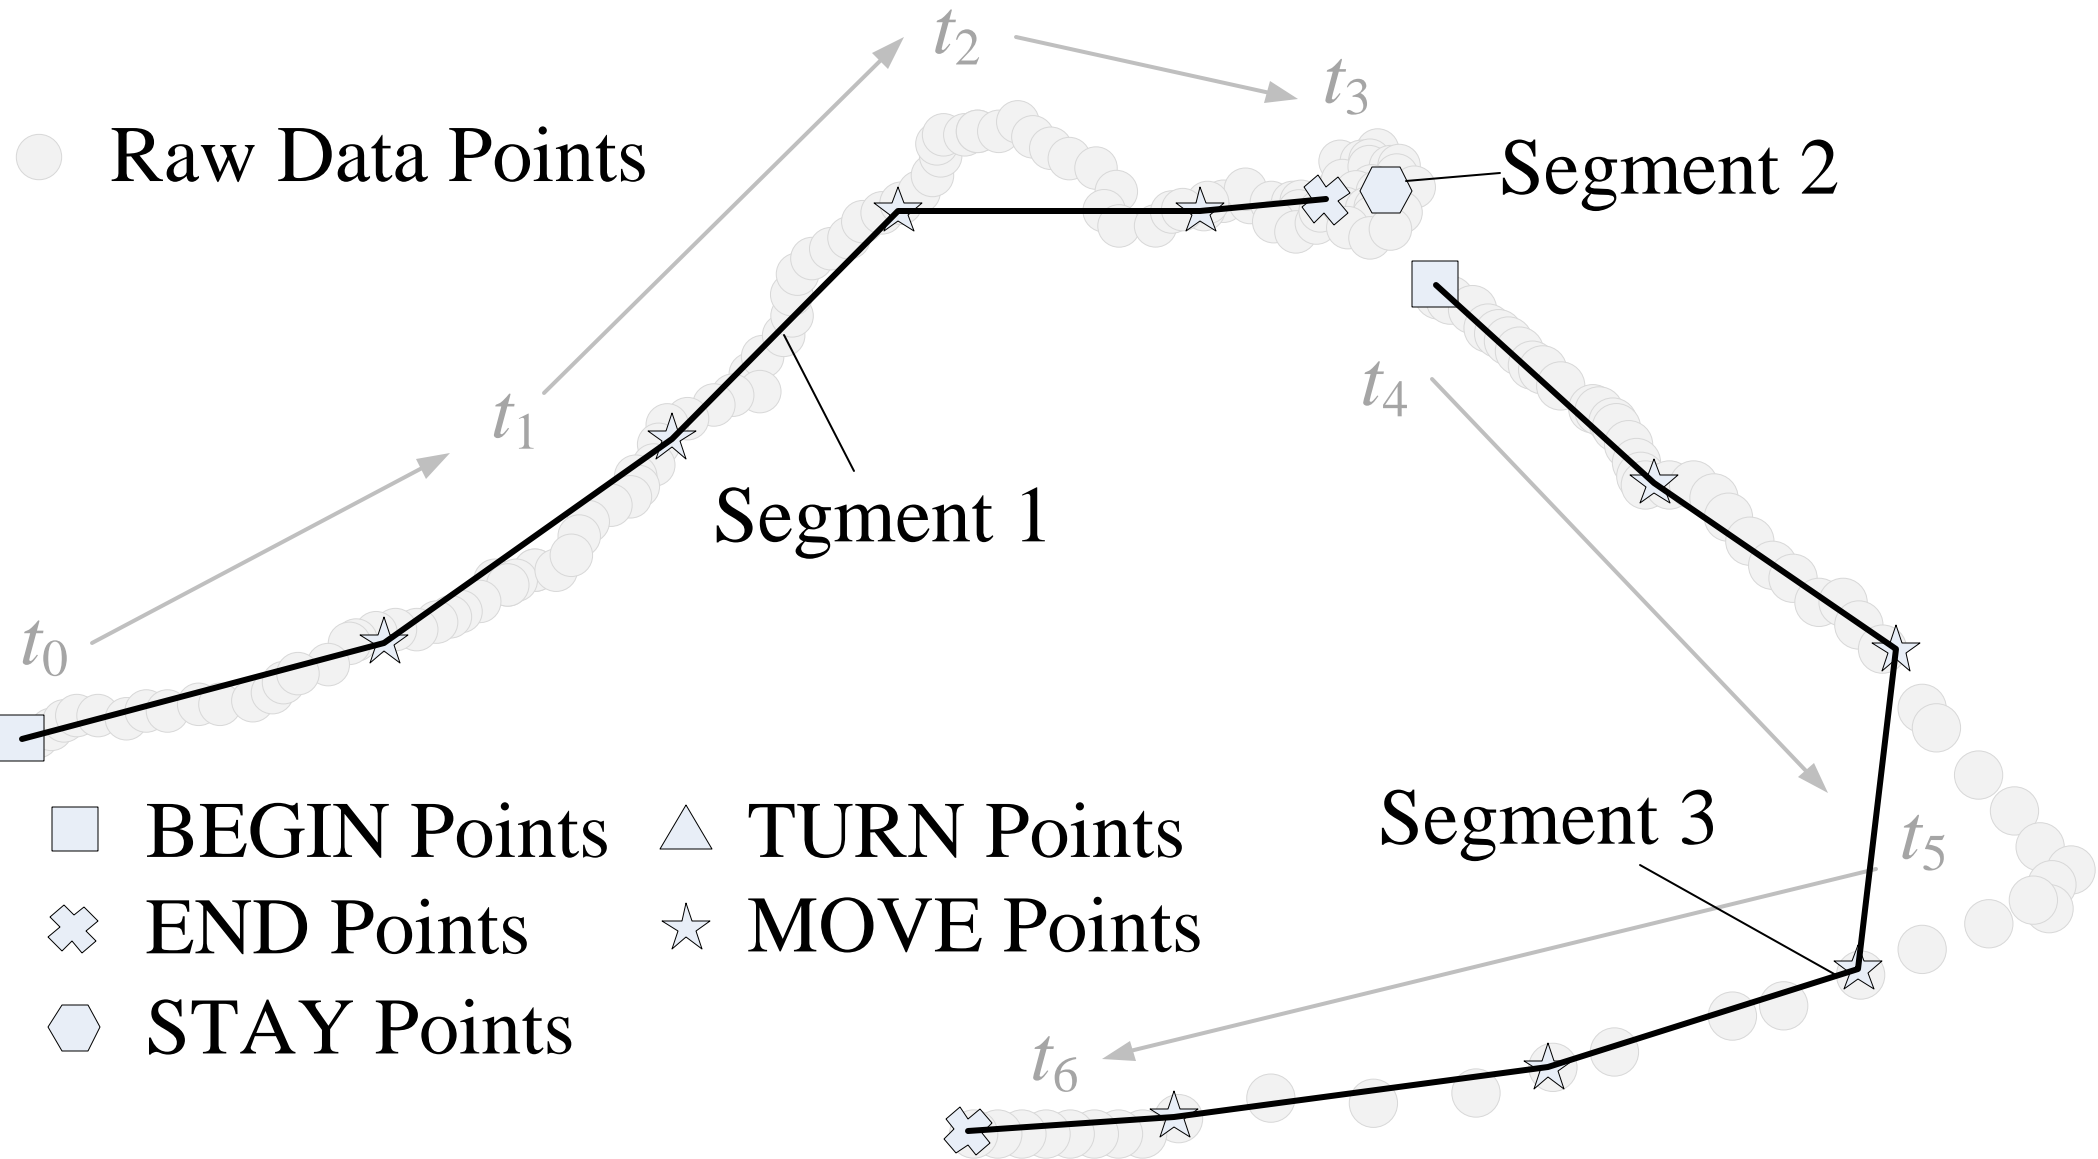 t2
t3
Raw Data Points
Segment 2
t4
t1
Segment 1
t0
BEGIN Points
TURN Points
Segment 3
t5
END Points
MOVE Points
STAY Points
t6